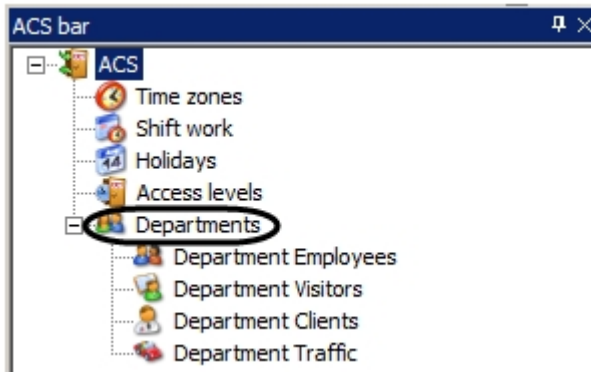 ACS bar
ACS
Time zones
Shift work
Holidays
Access levels
Departments
Department Employees
Department Visitors
Department Clients
Department Traffic